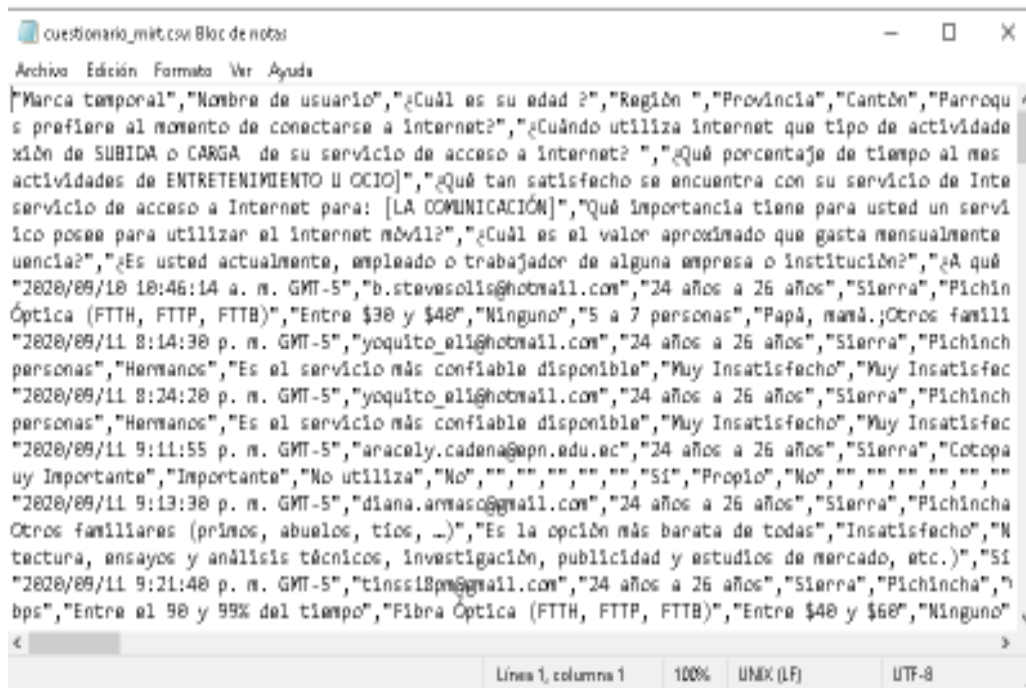 cuestionario_mirt.csv: Bloc de notas
Archivo Edición Formato Ver Ayuda
"Marca temporal","Nombre de usuario","¿Cuál es su edad ?","Región ","Provincia","Cantón","Parroqu
s prefiere al momento de conectarse a internet?","¿Cuándo utiliza internet que tipo de actividade
xión de SUBIDA o CARGA  de su servicio de acceso a internet? ","¿Qué porcentaje de tiempo al mes
actividades de ENTRETENIMIENTO U OCIO]","¿Qué tan satisfecho se encuentra con su servicio de Inte
servicio de acceso a Internet para: [LA COMUNICACIÓN]","Qué importancia tiene para usted un servi
ico posee para utilizar el internet móvil?","¿Cuál es el valor aproximado que gasta mensualmente
uencia?","¿Es usted actualmente, empleado o trabajador de alguna empresa o institución?","¿A qué
"2020/09/10 10:46:14 a. m. GMT-5","b.stevesolis@hotmail.com","24 años a 26 años","Sierra","Pichin
Óptica (FTTH, FTTP, FTTB)","Entre $30 y $40","Ninguno","5 a 7 personas","Papá, mamá.;Otros famili
"2020/09/11 8:14:30 p. m. GMT-5","yoquito_eli@hotmail.com","24 años a 26 años","Sierra","Pichinch
personas","Hermanos","Es el servicio más confiable disponible","Muy Insatisfecho","Muy Insatisfec
"2020/09/11 8:24:20 p. m. GMT-5","yoquito_eli@hotmail.com","24 años a 26 años","Sierra","Pichinch
personas","Hermanos","Es el servicio más confiable disponible","Muy Insatisfecho","Muy Insatisfec
"2020/09/11 9:11:55 p. m. GMT-5","aracely.cadena@epn.edu.ec","24 años a 26 años","Sierra","Cotopa
uy Importante","Importante","No utiliza","No","","","","","","Sí","Propio","No","","","","","",""
"2020/09/11 9:13:30 p. m. GMT-5","diana.armasc@gmail.com","24 años a 26 años","Sierra","Pichincha
Otros familiares (primos, abuelos, tíos, …)","Es la opción más barata de todas","Insatisfecho","N
tectura, ensayos y análisis técnicos, investigación, publicidad y estudios de mercado, etc.)","Sí
"2020/09/11 9:21:40 p. m. GMT-5","tinss18pm@gmail.com","24 años a 26 años","Sierra","Pichincha","
bps","Entre el 90 y 99% del tiempo","Fibra Óptica (FTTH, FTTP, FTTB)","Entre $40 y $60","Ninguno"
Línea 1, columna 1 100% UNIX (LF) UTF-8